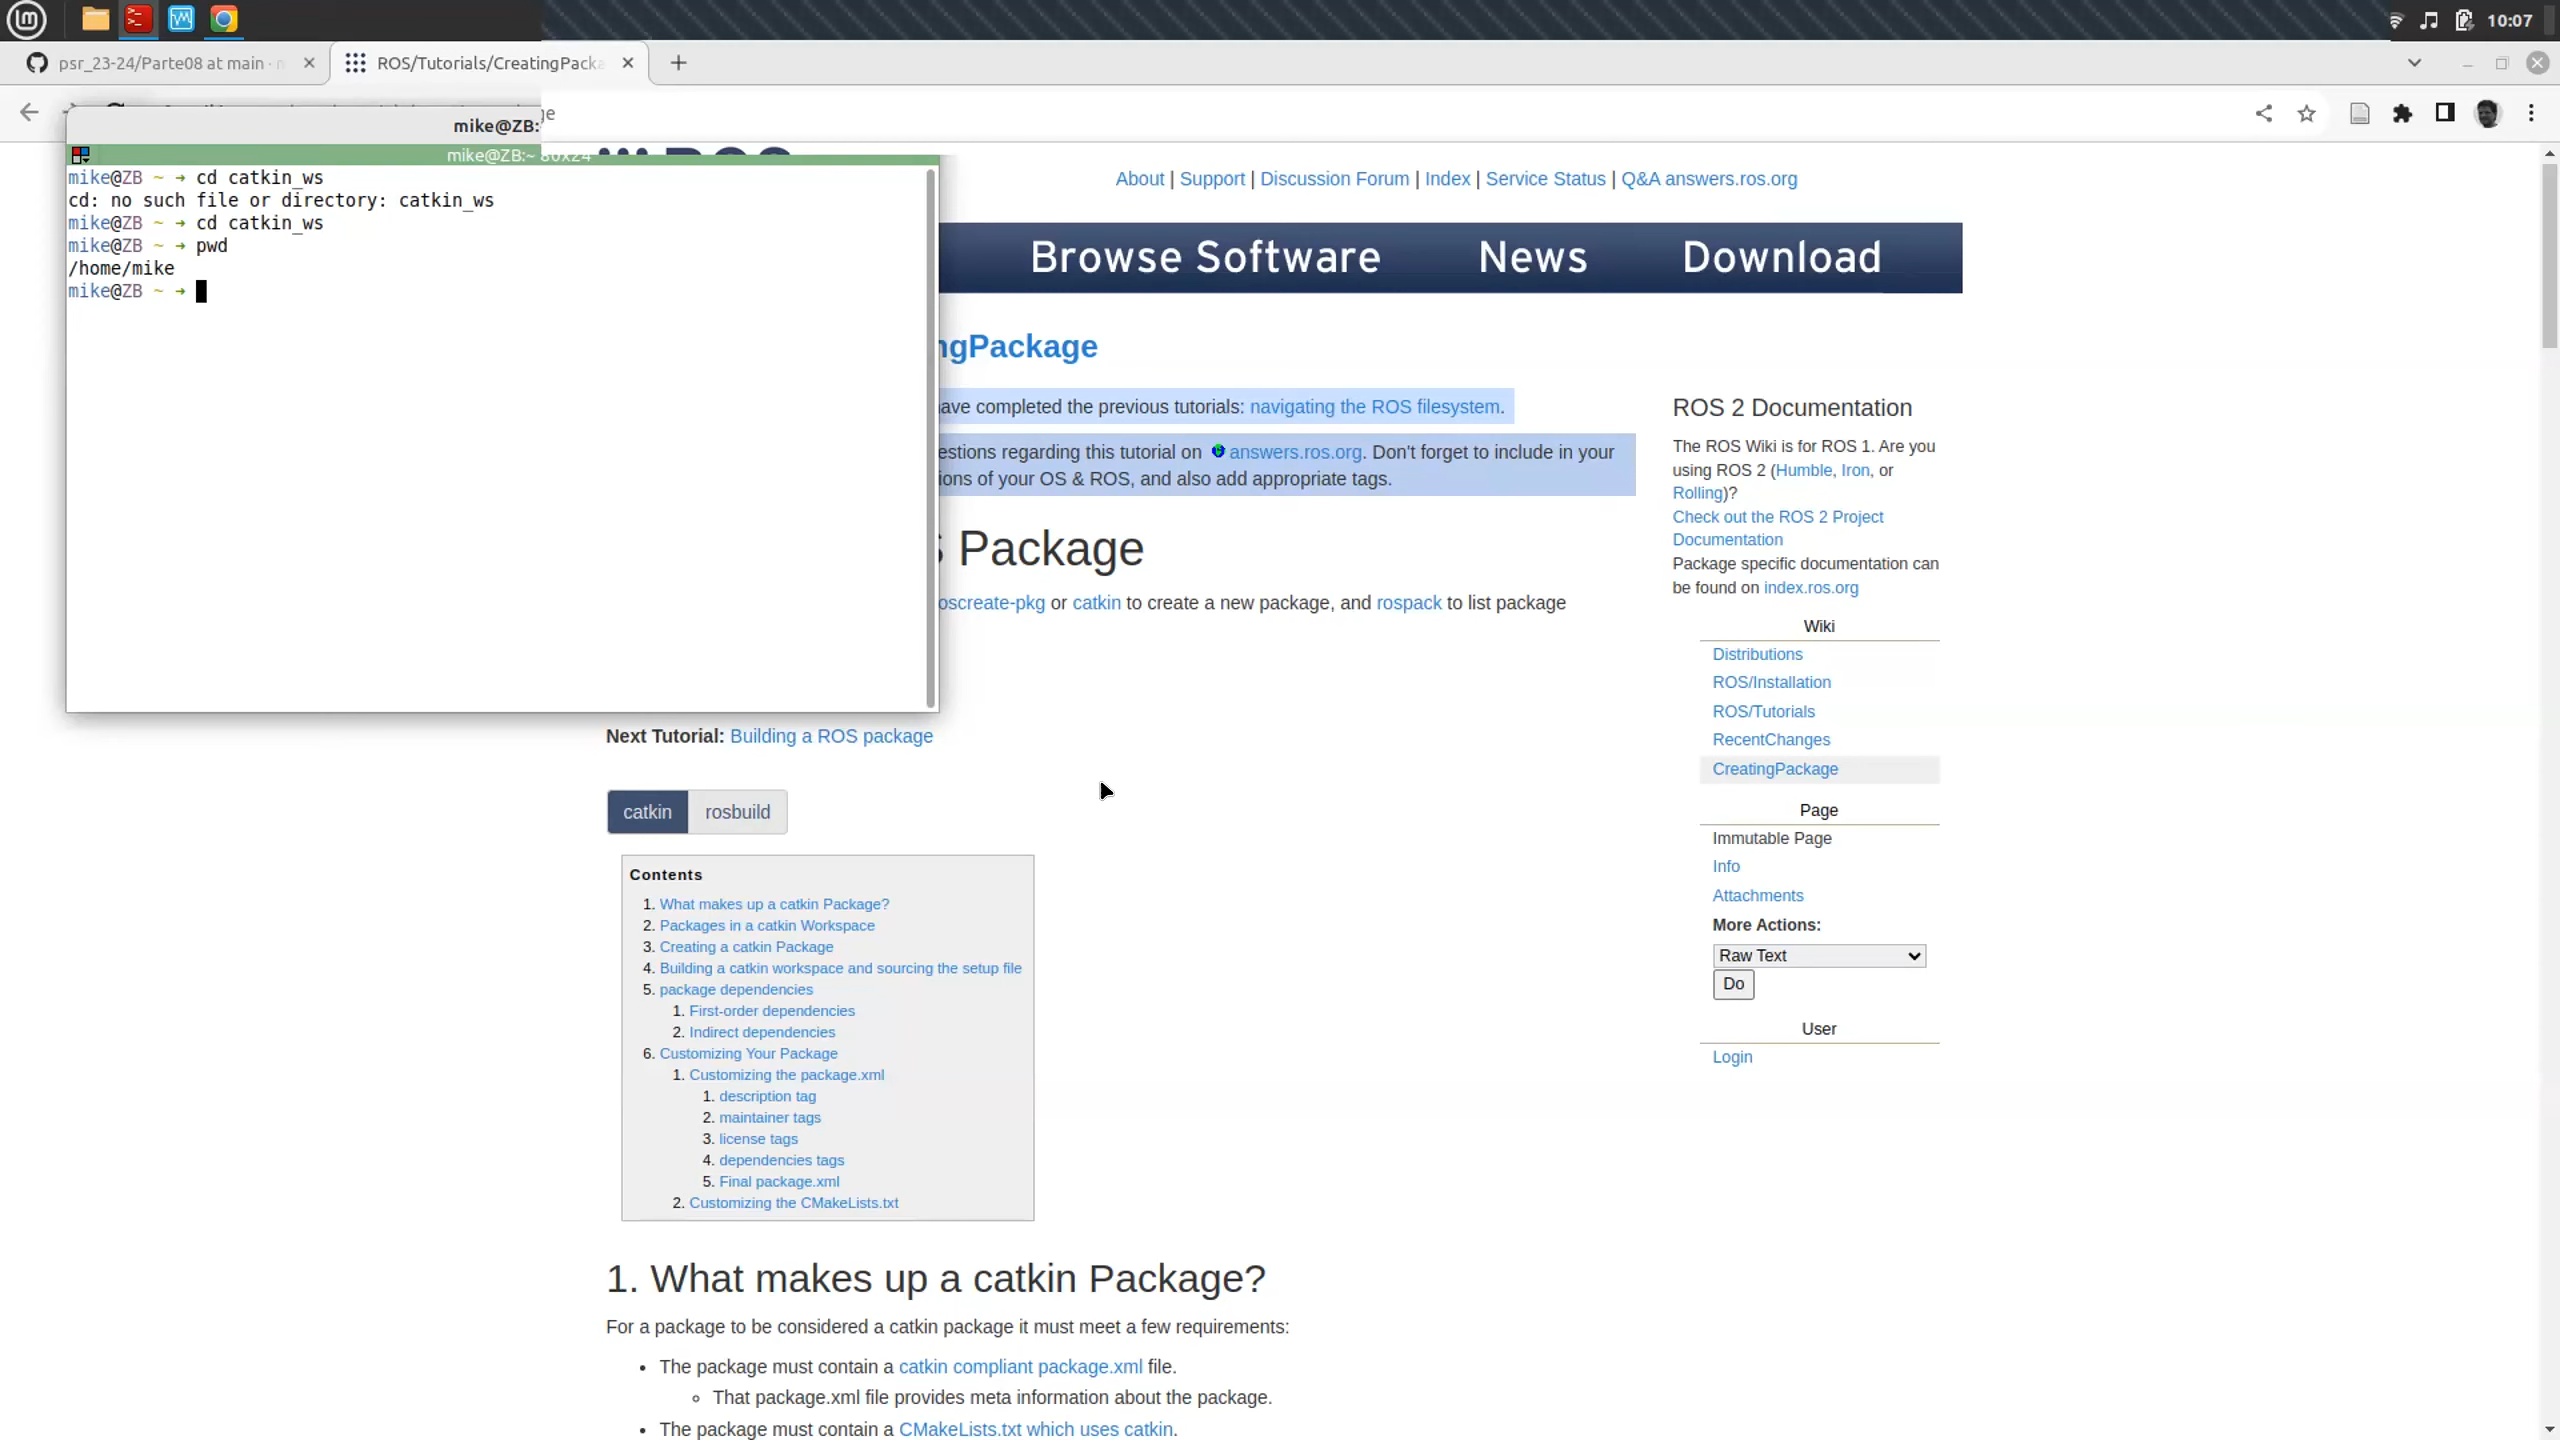 10:07
psr_23-24/Parte08 at main ·
ROS/Tutorials/CreatingPacka
ge
mike@ZB:
mike@ZB:~ 80x24
mike@ZB ~ → cd catkin_ws
cd: no such file or directory: catkin_ws
mike@ZB ~ → cd catkin_ws
mike@ZB ~ → pwd
/home/mike
mike@ZB ~ →
About | Support | Discussion Forum | Index | Service Status | Q&A answers.ros.org
Browse Software News Download
ngPackage
ave completed the previous tutorials: navigating the ROS filesystem.
estions regarding this tutorial on answers.ros.org. Don't forget to include in your
ions of your OS & ROS, and also add appropriate tags.
Package
oscreate-pkg or catkin to create a new package, and rospack to list package
Next Tutorial: Building a ROS package
catkin rosbuild
Contents
1. What makes up a catkin Package?
2. Packages in a catkin Workspace
3. Creating a catkin Package
4. Building a catkin workspace and sourcing the setup file
5. package dependencies
1. First-order dependencies
2. Indirect dependencies
6. Customizing Your Package
1. Customizing the package.xml
1. description tag
2. maintainer tags
3. license tags
4. dependencies tags
5. Final package.xml
2. Customizing the CMakeLists.txt
1. What makes up a catkin Package?
For a package to be considered a catkin package it must meet a few requirements:
• The package must contain a catkin compliant package.xml file.
◦ That package.xml file provides meta information about the package.
• The package must contain a CMakeLists.txt which uses catkin.
ROS 2 Documentation
The ROS Wiki is for ROS 1. Are you
using ROS 2 (Humble, Iron, or
Rolling)?
Check out the ROS 2 Project
Documentation
Package specific documentation can
be found on index.ros.org
Wiki
Distributions
ROS/Installation
ROS/Tutorials
RecentChanges
CreatingPackage
Page
Immutable Page
Info
Attachments
More Actions:
Raw Text
Do
User
Login